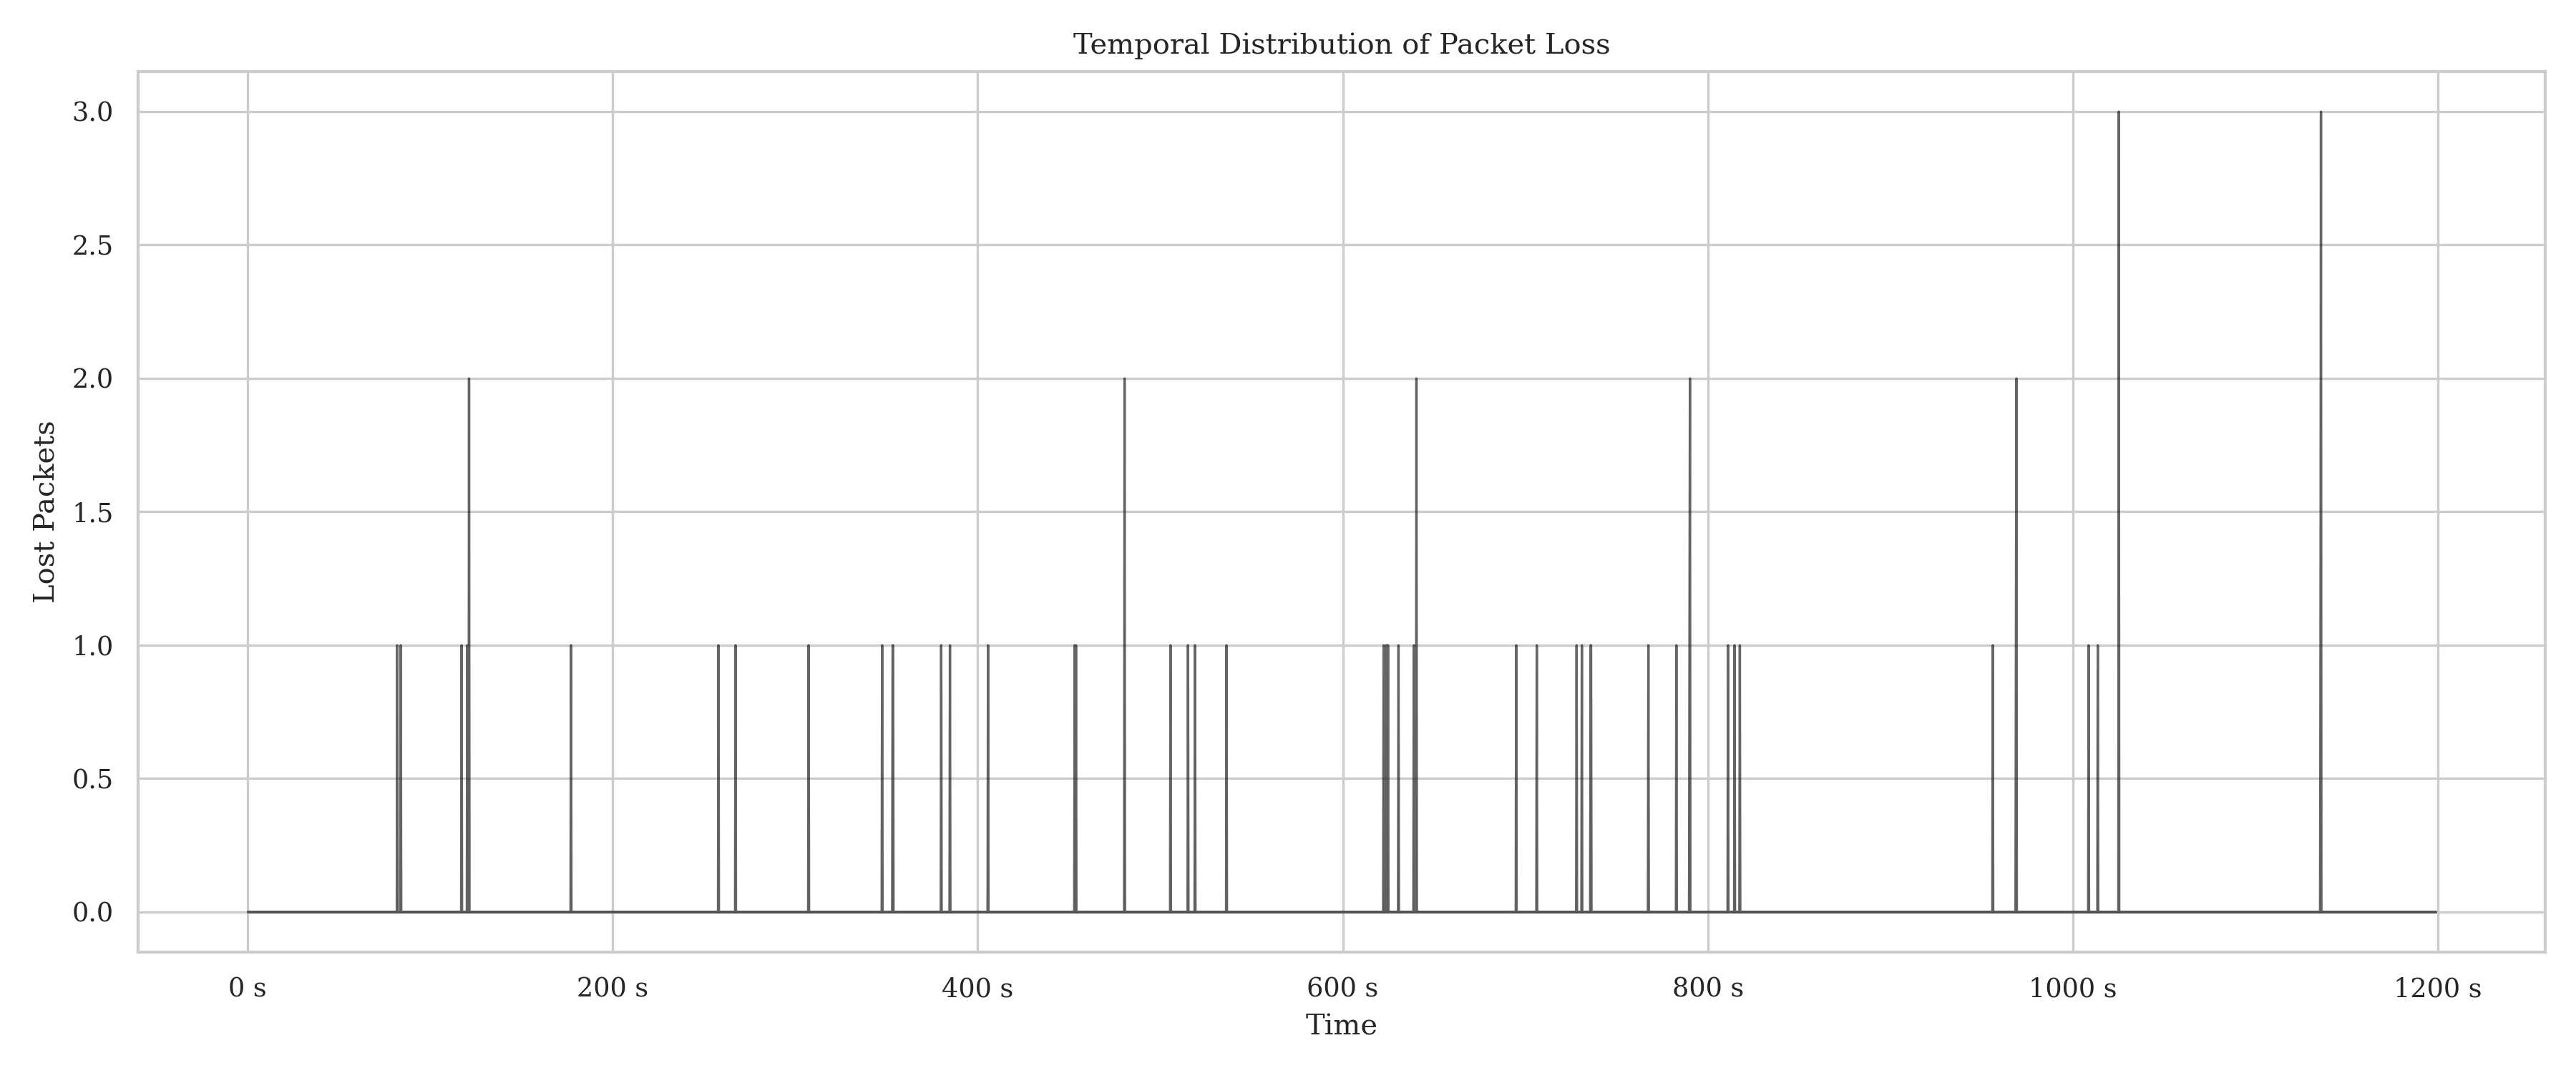 Temporal Distribution of Packet Loss
Lost Packets
3.0
2.5
2.0
1.5
1.0
0.5
0.0
0 s
200 s
400 s
600 s
800 s
1000 s
1200 s
Time